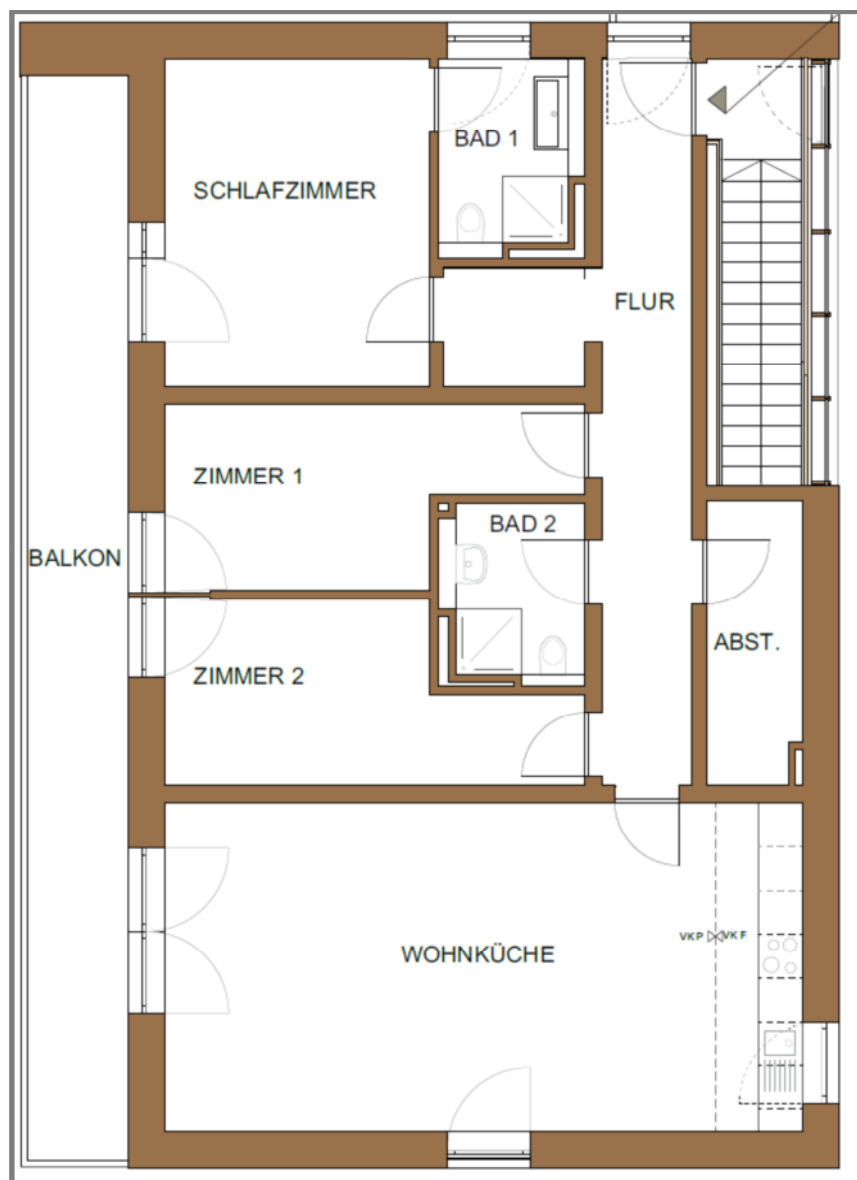 BAD 1
SCHLAFZIMMER
FLUR
ZIMMER 1
BAD 2
BALKON
ABST.
ZIMMER 2
VKP VKF
WOHNKÜCHE